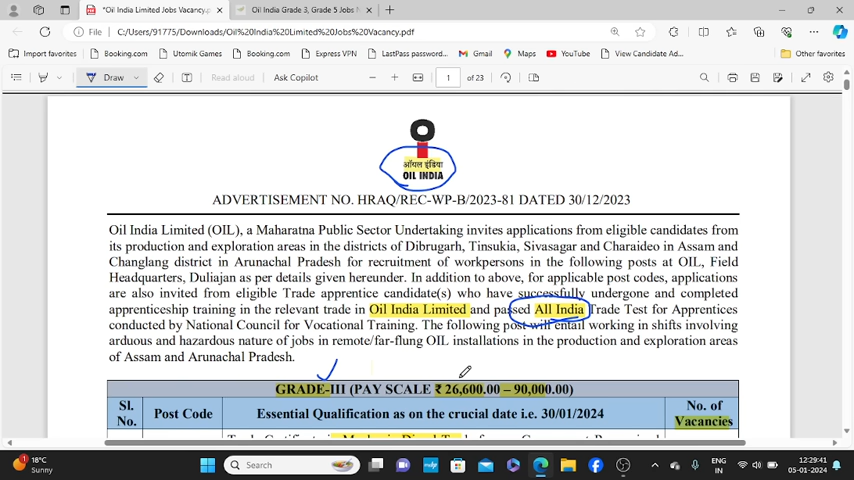 *Oil India Limited Jobs Vacancy.p
Oil India Grade 3, Grade 5 Jobs N
File
C:/Users/91775/Downloads/Oil%20India%20Limited%20Jobs%20Vacancy.pdf
Import favorites
Booking.com
Utomik Games
Booking.com
Express VPN
LastPass password...
Gmail
Maps
YouTube
View Candidate Ad...
Other favorites
Draw
Read aloud
Ask Copilot
1
of 23
ऑयल इंडिया
OIL INDIA
ADVERTISEMENT NO. HRAQ/REC-WP-B/2023-81 DATED 30/12/2023
Oil India Limited (OIL), a Maharatna Public Sector Undertaking invites applications from eligible candidates from
its production and exploration areas in the districts of Dibrugarh, Tinsukia, Sivasagar and Charaideo in Assam and
Changlang district in Arunachal Pradesh for recruitment of workpersons in the following posts at OIL, Field
Headquarters, Duliajan as per details given hereunder. In addition to above, for applicable post codes, applications
are also invited from eligible Trade apprentice candidate(s) who have successfully undergone and completed
apprenticeship training in the relevant trade in Oil India Limited and passed All India Trade Test for Apprentices
conducted by National Council for Vocational Training. The following post will entail working in shifts involving
arduous and hazardous nature of jobs in remote/far-flung OIL installations in the production and exploration areas
of Assam and Arunachal Pradesh.
GRADE-III (PAY SCALE ₹ 26,600.00 – 90,000.00)
Sl. No.
Post Code
Essential Qualification as on the crucial date i.e. 30/01/2024
No. of Vacancies
18°C
Sunny
Search
ENG
IN
12:29:41
05-01-2024